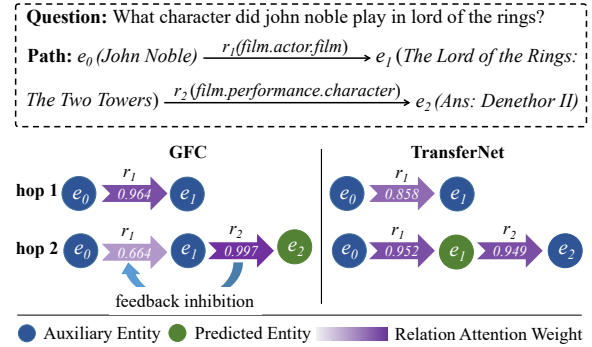 Question: What character did john noble play in lord of the rings?
r1(film.actor.film)
Path: e0 (John Noble) e1 (The Lord of the Rings:
r2(film.performance.character)
The Two Towers) e2 (Ans: Denethor II)
GFC TransferNet
r1 r1
hop 1 e0 0.964 e1 e0 0.858 e1
r1 r2 r1 r2
hop 2 e0 0.664 e1 0.997 e2 e0 0.952 e1 0.949 e2
feedback inhibition
Auxiliary Entity Predicted Entity Relation Attention Weight